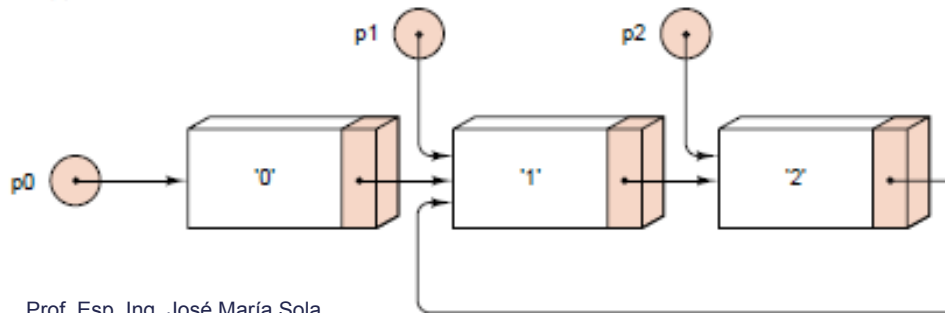 p1
p2
p0
'0'
'1'
'2'
Prof. Esp. Ing. José María Sola